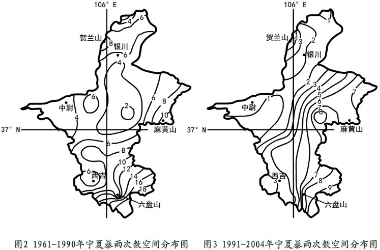 106° E
106° E
贺兰山
贺兰山
银川
银川
中卫
中卫
37° N
37° N
麻黄山
麻黄山
西吉
海古
六盘山
六盘山
图2 1961-1990年宁夏暴雨次数空间分布图
图3 1991-2004年宁夏暴雨次数空间分布图